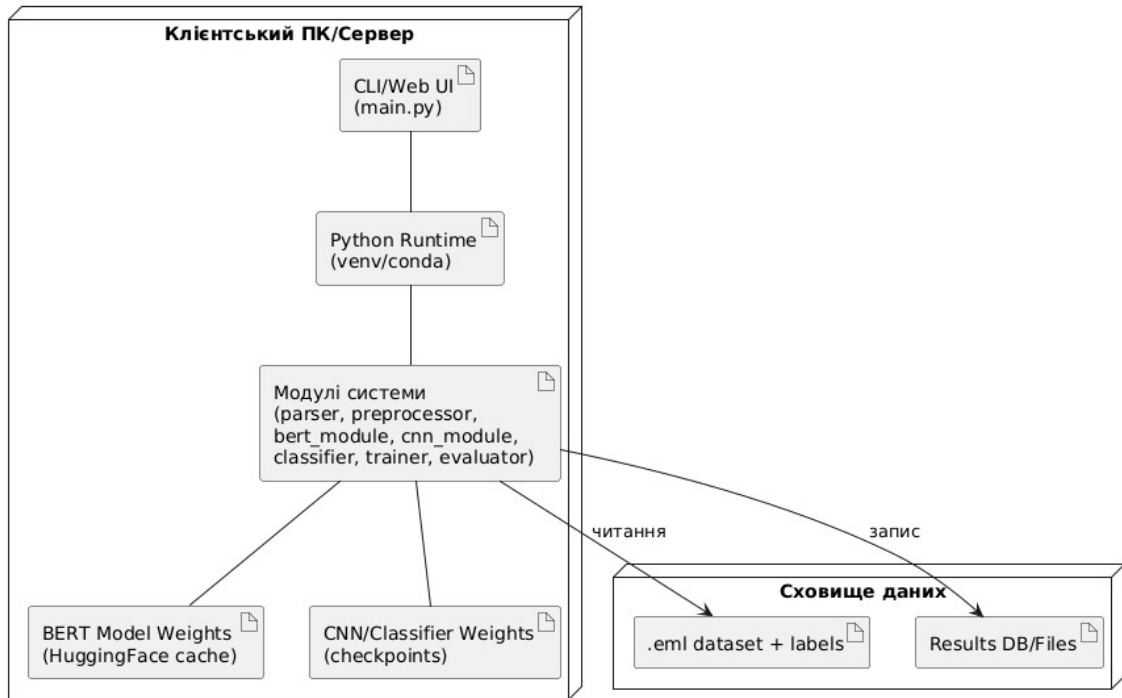 Клієнтський ПК/Сервер
CLI/Web UI
(main.py)
Python Runtime
(venv/conda)
Модулі системи
(parser, preprocessor,
bert_module, cnn_module,
classifier, trainer, evaluator)
читання
запис
BERT Model Weights
(HuggingFace cache)
CNN/Classifier Weights
(checkpoints)
Сховище даних
.eml dataset + labels
Results DB/Files